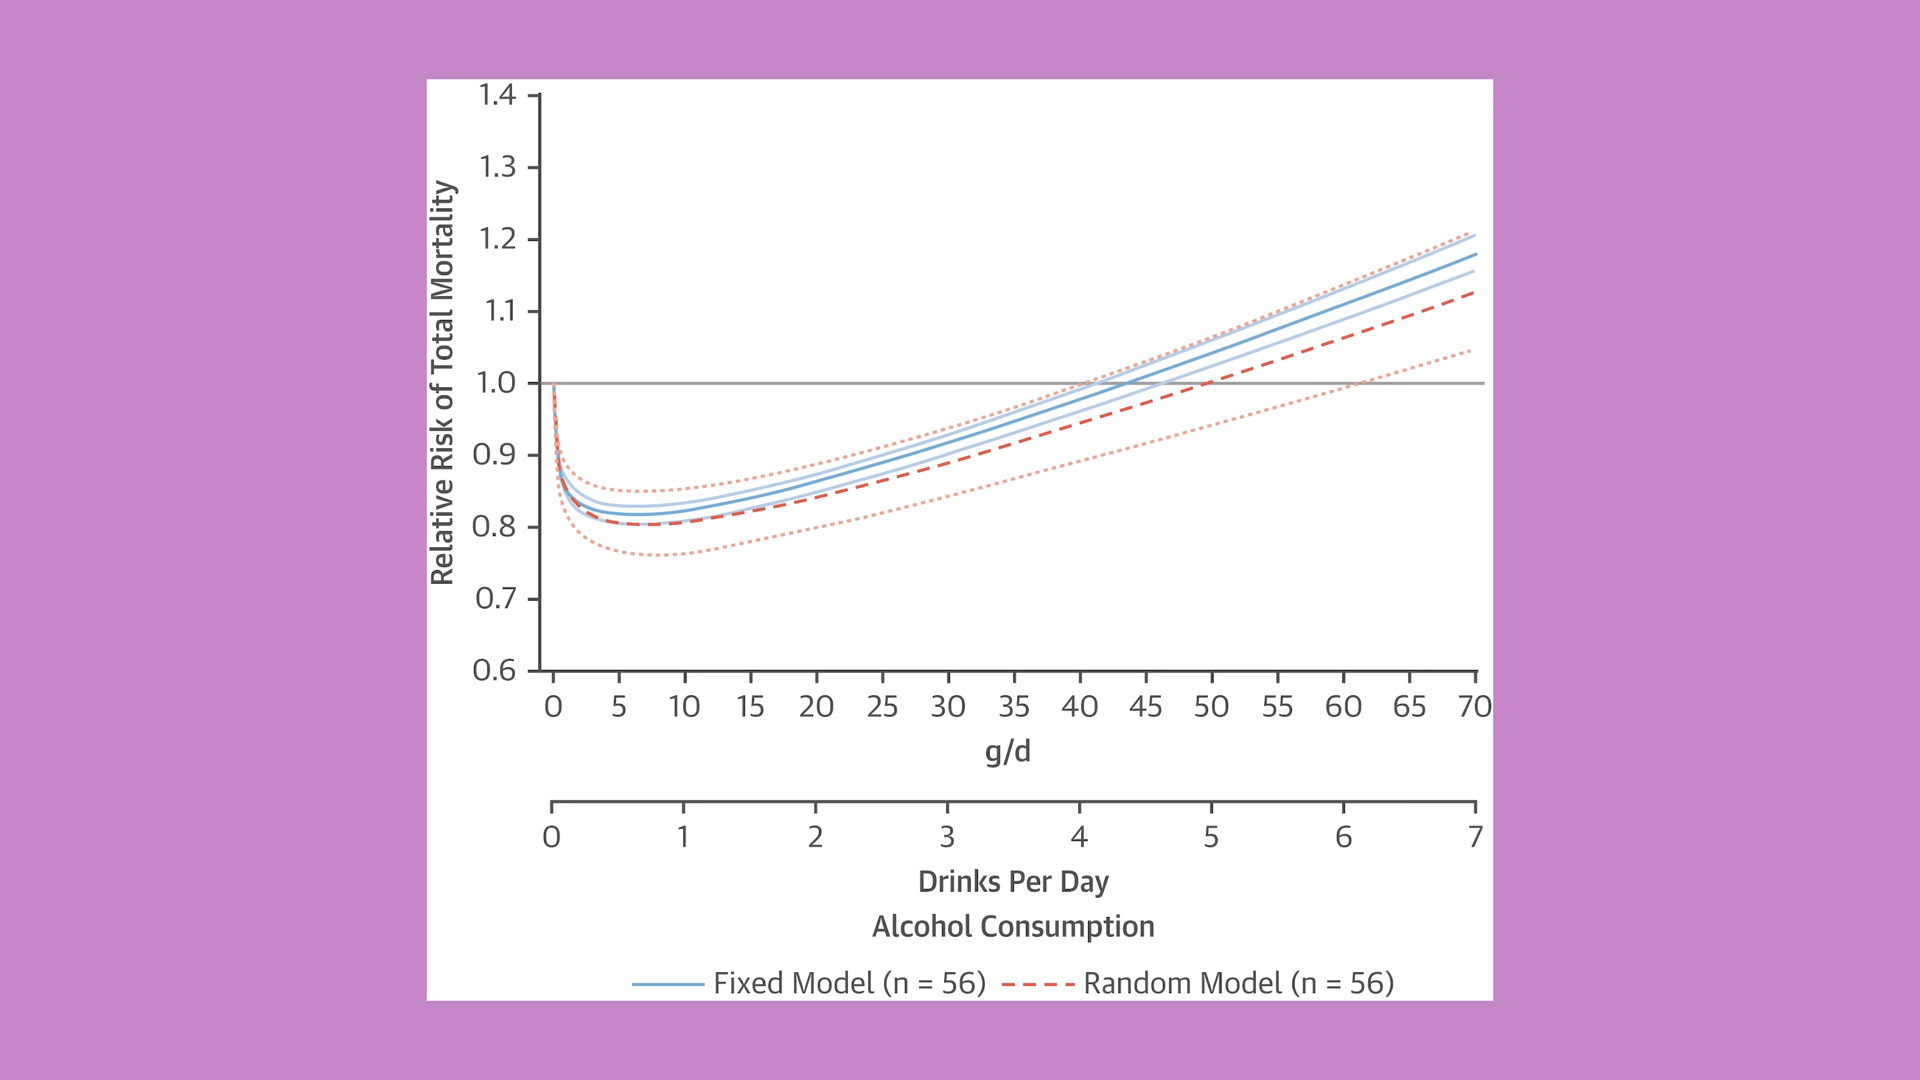 Relative Risk of Total Mortality
1.4
1.3
1.2
1.1
1.0
0.9
0.8
0.7
0.6
0 5 10 15 20 25 30 35 40 45 50 55 60 65 70
g/d
0 1 2 3 4 5 6 7
Drinks Per Day
Alcohol Consumption
Fixed Model (n = 56) Random Model (n = 56)